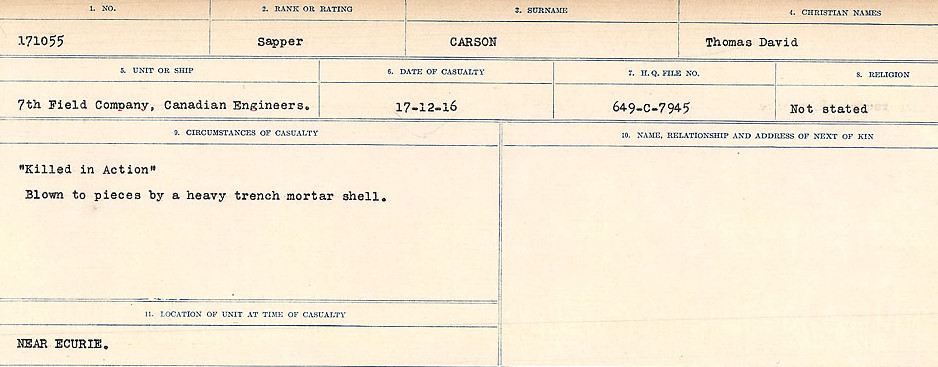 1. NO. 2. RANK OR RATING 3. SURNAME 4. CHRISTIAN NAMES
171055 Sapper CARSON Thomas David
5. UNIT OR SHIP 6. DATE OF CASUALTY 7. H. Q. FILE NO. 8. RELIGION
7th Field Company, Canadian Engineers. 17-12-16 649-C-7945 Not stated
9. CIRCUMSTANCES OF CASUALTY 10. NAME, RELATIONSHIP AND ADDRESS OF NEXT OF KIN
"Killed in Action"
Blown to pieces by a heavy trench mortar shell.
11. LOCATION OF UNIT AT TIME OF CASUALTY
NEAR ECURIE.